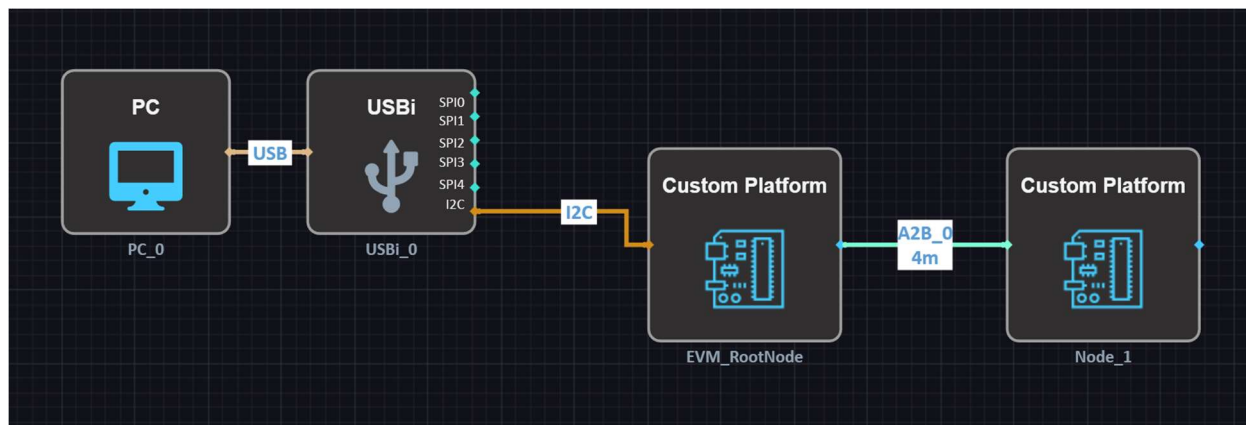 PC
PC_0
USB
USBi
SPI0
SPI1
SPI2
SPI3
SPI4
I2C
USBi_0
I2C
Custom Platform
EVM_RootNode
A2B_0
4m
Custom Platform
Node_1